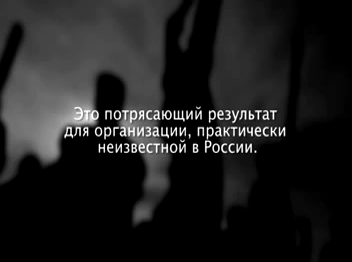 Это потрясающий результат
для организации, практически
неизвестной в России.